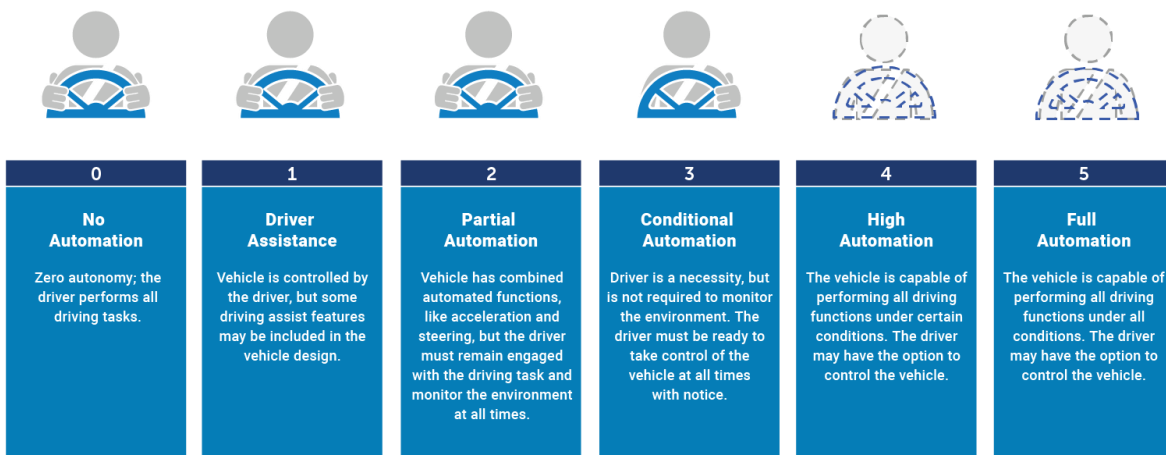 0
No
Automation
Zero autonomy; the
driver performs all
driving tasks.
1
Driver
Assistance
Vehicle is controlled by
the driver, but some
driving assist features
may be included in the
vehicle design.
2
Partial
Automation
Vehicle has combined
automated functions,
like acceleration and
steering, but the driver
must remain engaged
with the driving task and
monitor the environment
at all times.
3
Conditional
Automation
Driver is a necessity, but
is not required to monitor
the environment. The
driver must be ready to
take control of the
vehicle at all times
with notice.
4
High
Automation
The vehicle is capable of
performing all driving
functions under certain
conditions. The driver
may have the option to
control the vehicle.
5
Full
Automation
The vehicle is capable of
performing all driving
functions under all
conditions. The driver
may have the option to
control the vehicle.